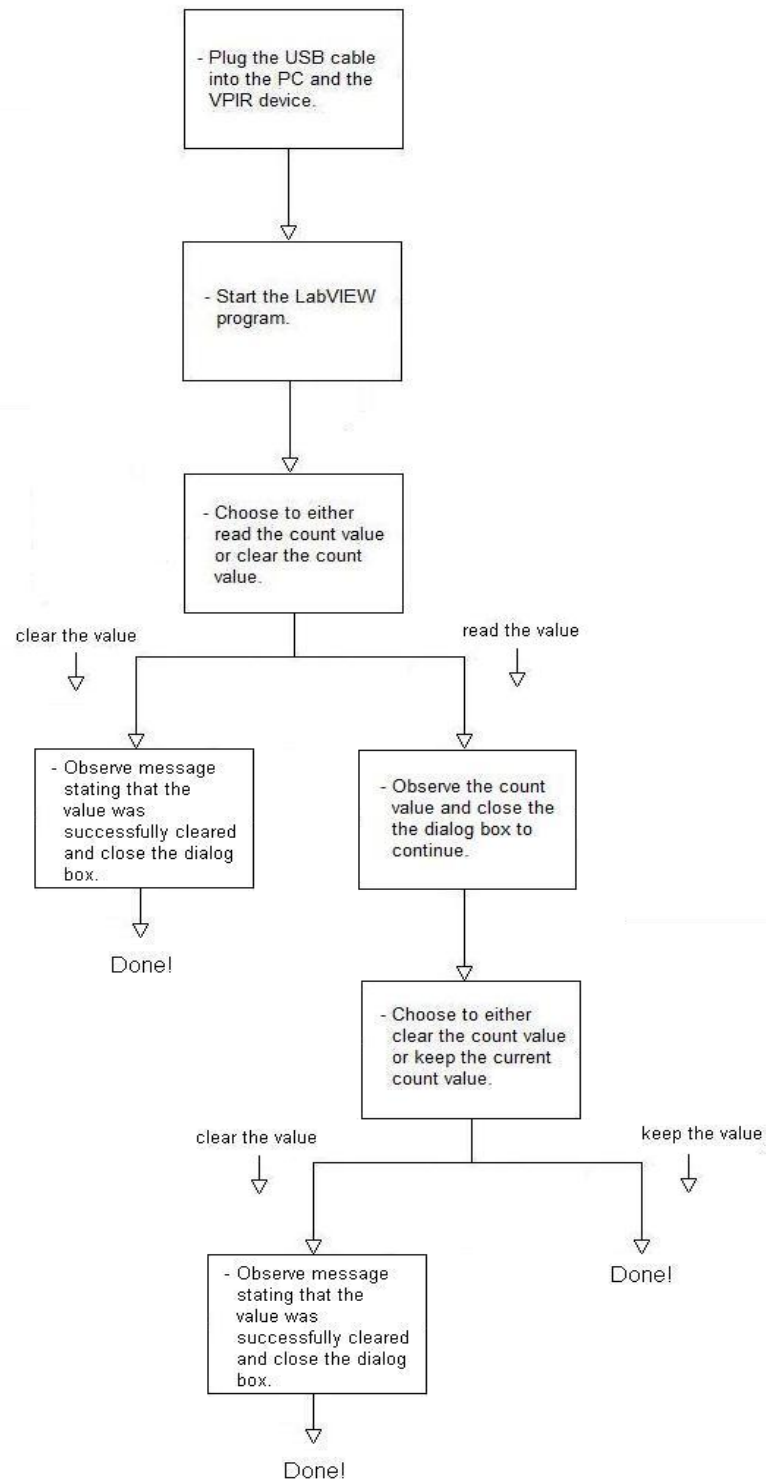 - Plug the USB cable
into the PC and the
VPIR device.
- Start the LabVIEW
program.
- Choose to either
read the count value
or clear the count
value.
clear the value
read the value
- Observe message
stating that the
value was
successfully cleared
and close the dialog
box.
- Observe the count
value and close the
the dialog box to
continue.
Done!
- Choose to either
clear the count value
or keep the current
count value.
clear the value
keep the value
- Observe message
stating that the
value was
successfully cleared
and close the dialog
box.
Done!
Done!